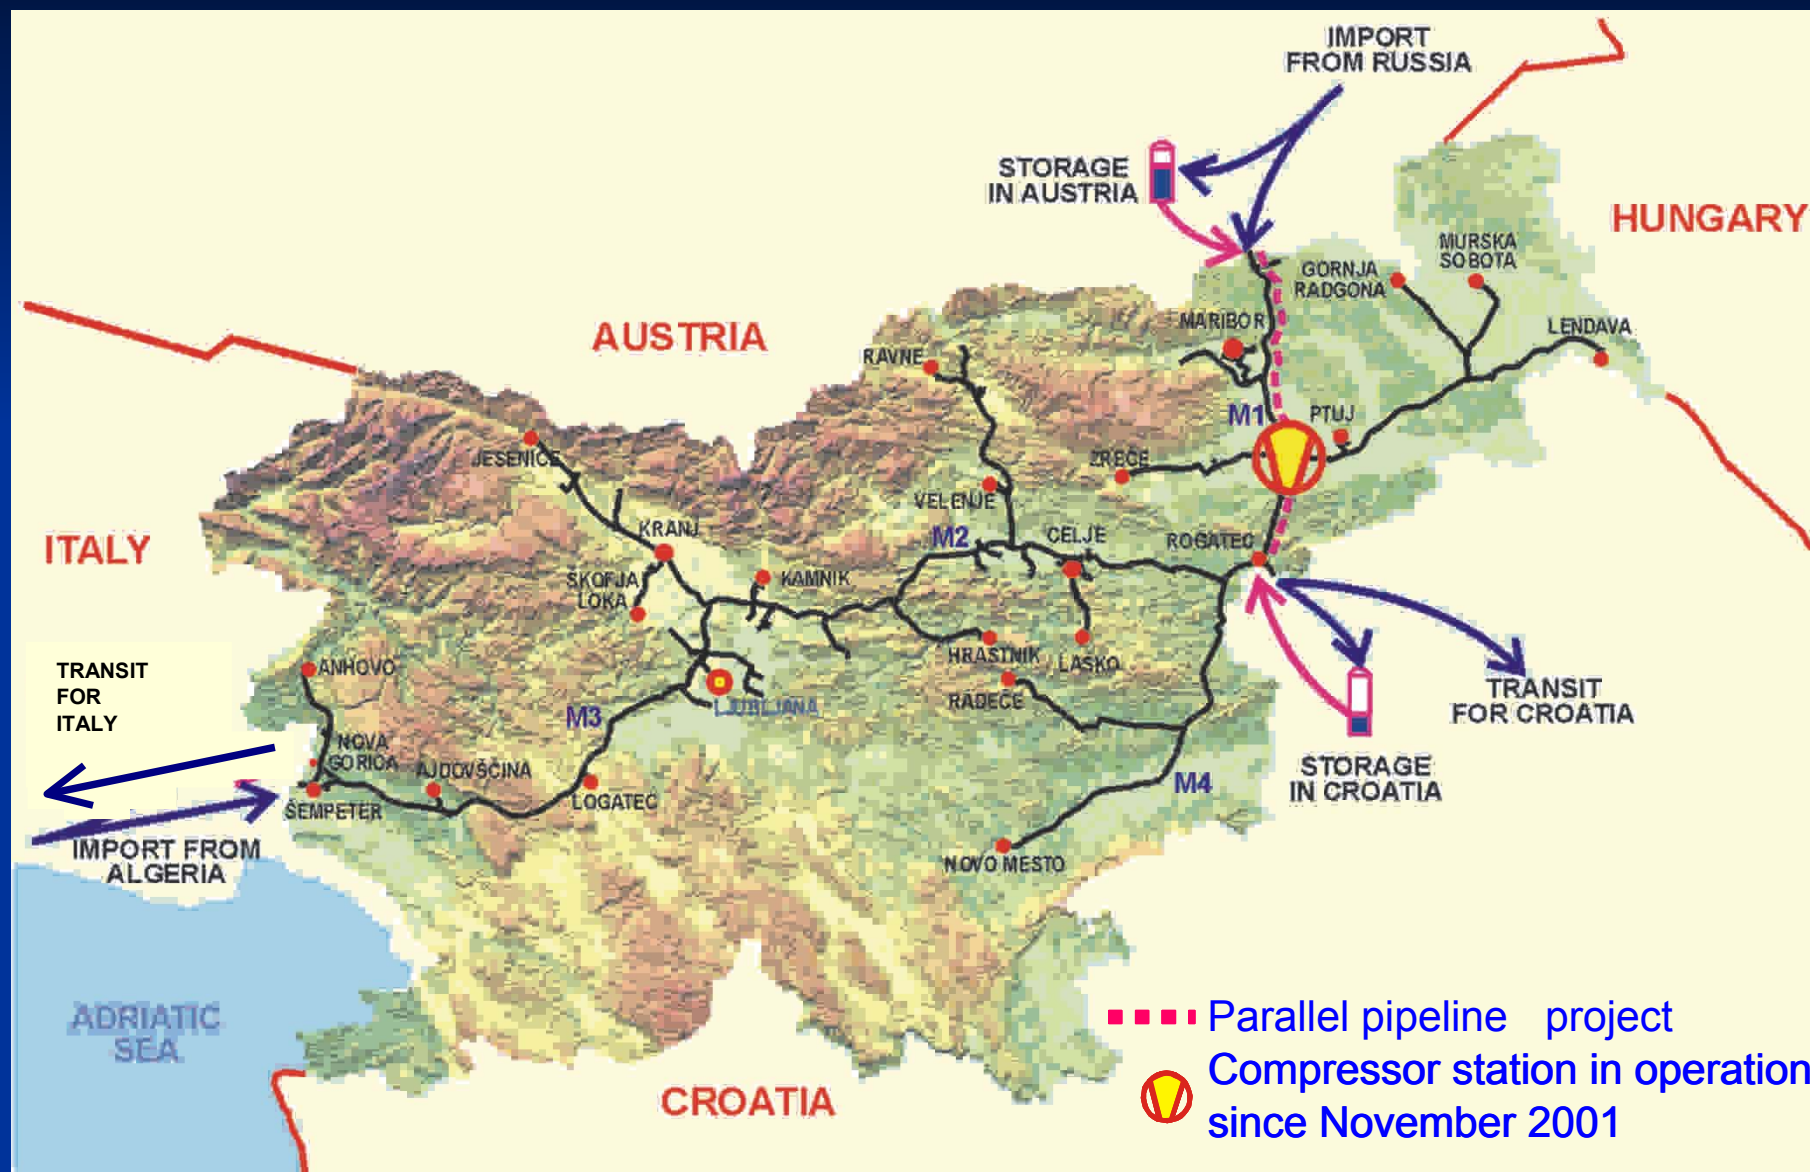 IMPORT
FROM RUSSIA
STORAGE
IN AUSTRIA
HUNGARY
MURSKA
SOBOTA
GORNJA
RADGONA
MARIBOR
LENDAVA
AUSTRIA
RAVNE
M1
PTUJ
JESENICE
ZREČE
VELENJE
KRANJ
M2
CELJE
ROGATEC
ITALY
ŠKOFJA
LOKA
KAMNIK
HRASTNIK
LAŠKO
TRANSIT
FOR
ITALY
ANHOVO
RADEČE
TRANSIT
FOR CROATIA
M3
LJUBLJANA
NOVA
GORICA
AJDOVŠČINA
LOGATEC
ŠEMPETER
STORAGE
IN CROATIA
M4
IMPORT FROM
ALGERIA
NOVO MESTO
ADRIATIC
SEA
CROATIA
Parallel pipeline project
Compressor station in operation
since November 2001